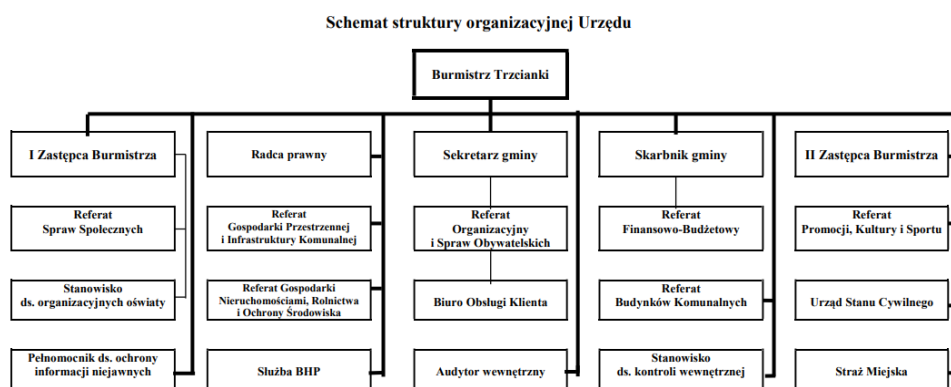 Schemat struktury organizacyjnej Urzędu
Burmistrz Trzcianki
I Zastępca Burmistrza
Radca prawny
Sekretarz gminy
Skarbnik gminy
II Zastępca Burmistrza
Referat
Spraw Społecznych
Referat
Gospodarki Przestrzennej
i Infrastruktury Komunalnej
Referat
Organizacyjny
i Spraw Obywatelskich
Referat
Finansowo-Budżetowy
Referat
Promocji, Kultury i Sportu
Stanowisko
ds. organizacyjnych oświaty
Referat Gospodarki
Nieruchomościami, Rolnictwa
i Ochrony Środowiska
Biuro Obsługi Klienta
Referat
Budynków Komunalnych
Urząd Stanu Cywilnego
Pełnomocnik ds. ochrony
informacji niejawnych
Służba BHP
Audytor wewnętrzny
Stanowisko
ds. kontroli wewnętrznej
Straż Miejska